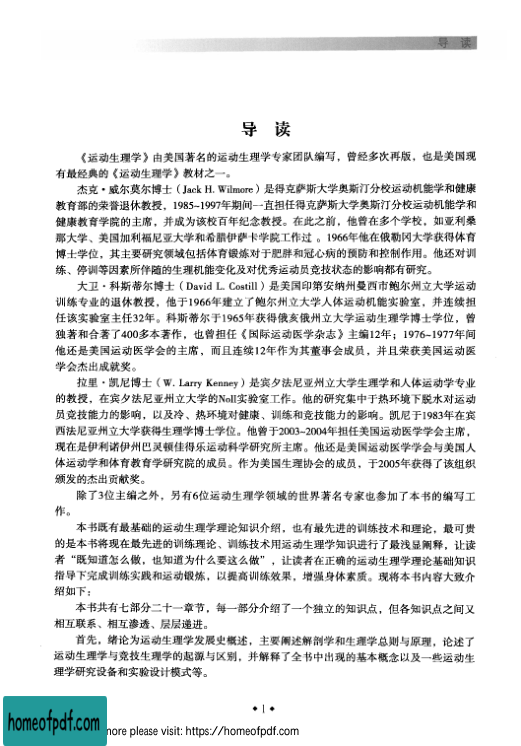 导 读
导 读
《运动生理学》由美国著名的运动生理学专家团队编写，曾经多次再版，也是美国现
有最经典的《运动生理学》教材之一。
杰克·威尔莫尔博士（Jack H. Wilmore）是得克萨斯大学奥斯汀分校运动机能学和健康
教育部的荣誉退休教授，1985~1997年期间一直担任得克萨斯大学奥斯汀分校运动机能学和
健康教育学院的主席，并成为该校百年纪念教授。在此之前，他曾在多个学校，如亚利桑
那大学、美国加利福尼亚大学和希腊伊萨卡学院工作过 。1966年他在俄勒冈大学获得体育
博士学位，其主要研究领域包括体育锻炼对于肥胖和冠心病的预防和控制作用。他还对训
练、停训等因素所伴随的生理机能变化及对优秀运动员竞技状态的影响都有研究。
大卫·科斯蒂尔博士（David L. Costill）是美国印第安纳州曼西市鲍尔州立大学运动
训练专业的退休教授，他于1966年建立了鲍尔州立大学人体运动机能实验室，并连续担
任该实验室主任32年。科斯蒂尔于1965年获得俄亥俄州立大学运动生理学博士学位，曾
独著和合著了400多本著作，也曾担任《国际运动医学杂志》主编12年；1976~1977年间
他还是美国运动医学会的主席，而且连续12年作为其董事会成员，并且荣获美国运动医
学会杰出成就奖。
拉里·凯尼博士（W. Larry Kenney）是宾夕法尼亚州立大学生理学和人体运动学专业
的教授，在宾夕法尼亚州立大学的Noll实验室工作。他的研究集中于热环境下脱水对运动
员竞技能力的影响，以及冷、热环境对健康、训练和竞技能力的影响。凯尼于1983年在宾
西法尼亚州立大学获得生理学博士学位。他曾于2003~2004年担任美国运动医学学会主席，
现在是伊利诺伊州巴灵顿佳得乐运动科学研究所主席。他还是美国运动医学学会与美国人
体运动学和体育教育学研究院的成员。作为美国生理协会的成员，于2005年获得了该组织
颁发的杰出贡献奖。
除了3位主编之外，另有6位运动生理学领域的世界著名专家也参加了本书的编写工
作。
本书既有最基础的运动生理学理论知识介绍，也有最先进的训练技术和理论，最可贵
的是本书将现在最先进的训练理论、训练技术用运动生理学知识进行了最浅显阐释，让读
者“既知道怎么做，也知道为什么要这么做”，让读者在正确的运动生理学理论基础知识
指导下完成训练实践和运动锻炼，以提高训练效果，增强身体素质。现将本书内容大致介
绍如下：
本书共有七部分二十一章节，每一部分介绍了一个独立的知识点，但各知识点之间又
相互联系、相互渗透、层层递进。
首先，绪论为运动生理学发展史概述，主要阐述解剖学和生理学总则与原理，论述了
运动生理学与竞技生理学的起源与区别，并解释了全书中出现的基本概念以及一些运动生
理学研究设备和实验设计模式等。
◆ 1 ◆
homeofpdf.com
more please visit: https://homeofpdf.com